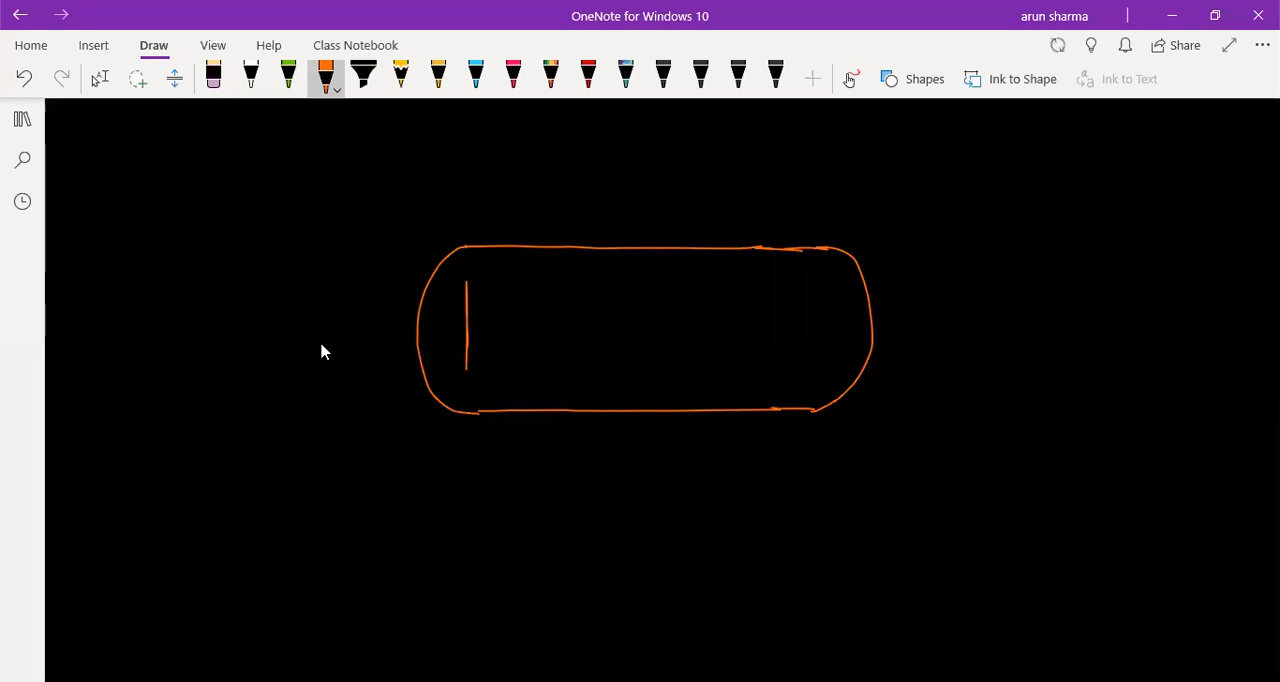 OneNote for Windows 10
arun sharma
Home Insert Draw View Help Class Notebook
Share
Shapes Ink to Shape Ink to Text